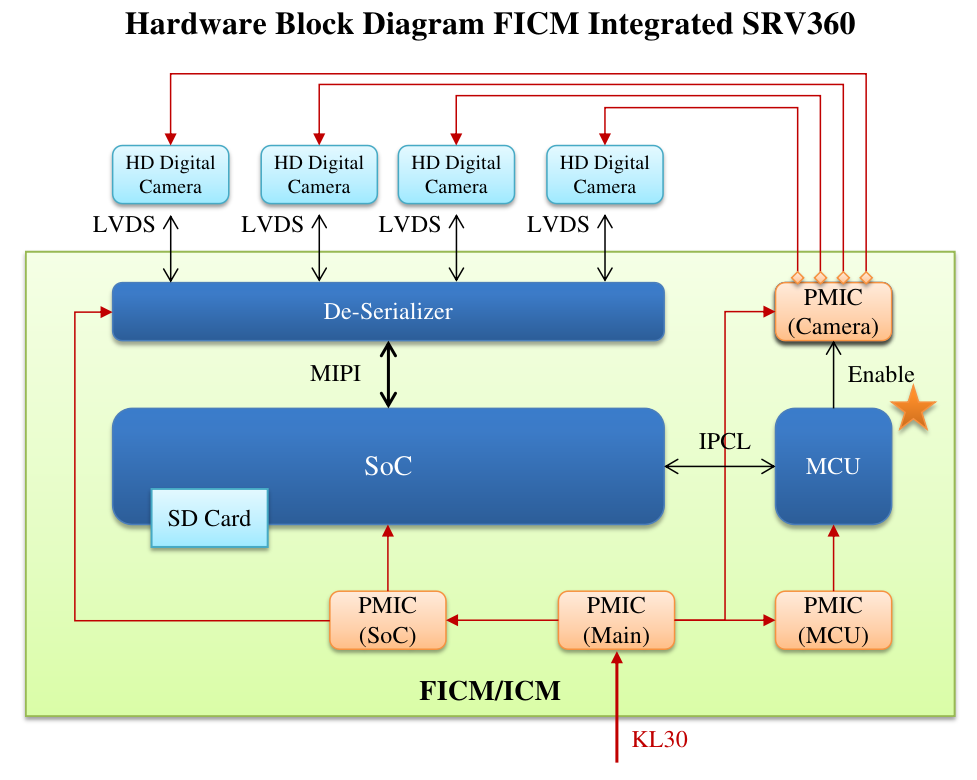 Hardware Block Diagram FICM Integrated SRV360
HD Digital
Camera
HD Digital
Camera
HD Digital
Camera
HD Digital
Camera
LVDS
LVDS
LVDS
LVDS
De-Serializer
PMIC
(Camera)
MIPI
Enable
SoC
IPCL
MCU
SD Card
PMIC
(SoC)
PMIC
(Main)
PMIC
(MCU)
FICM/ICM
KL30